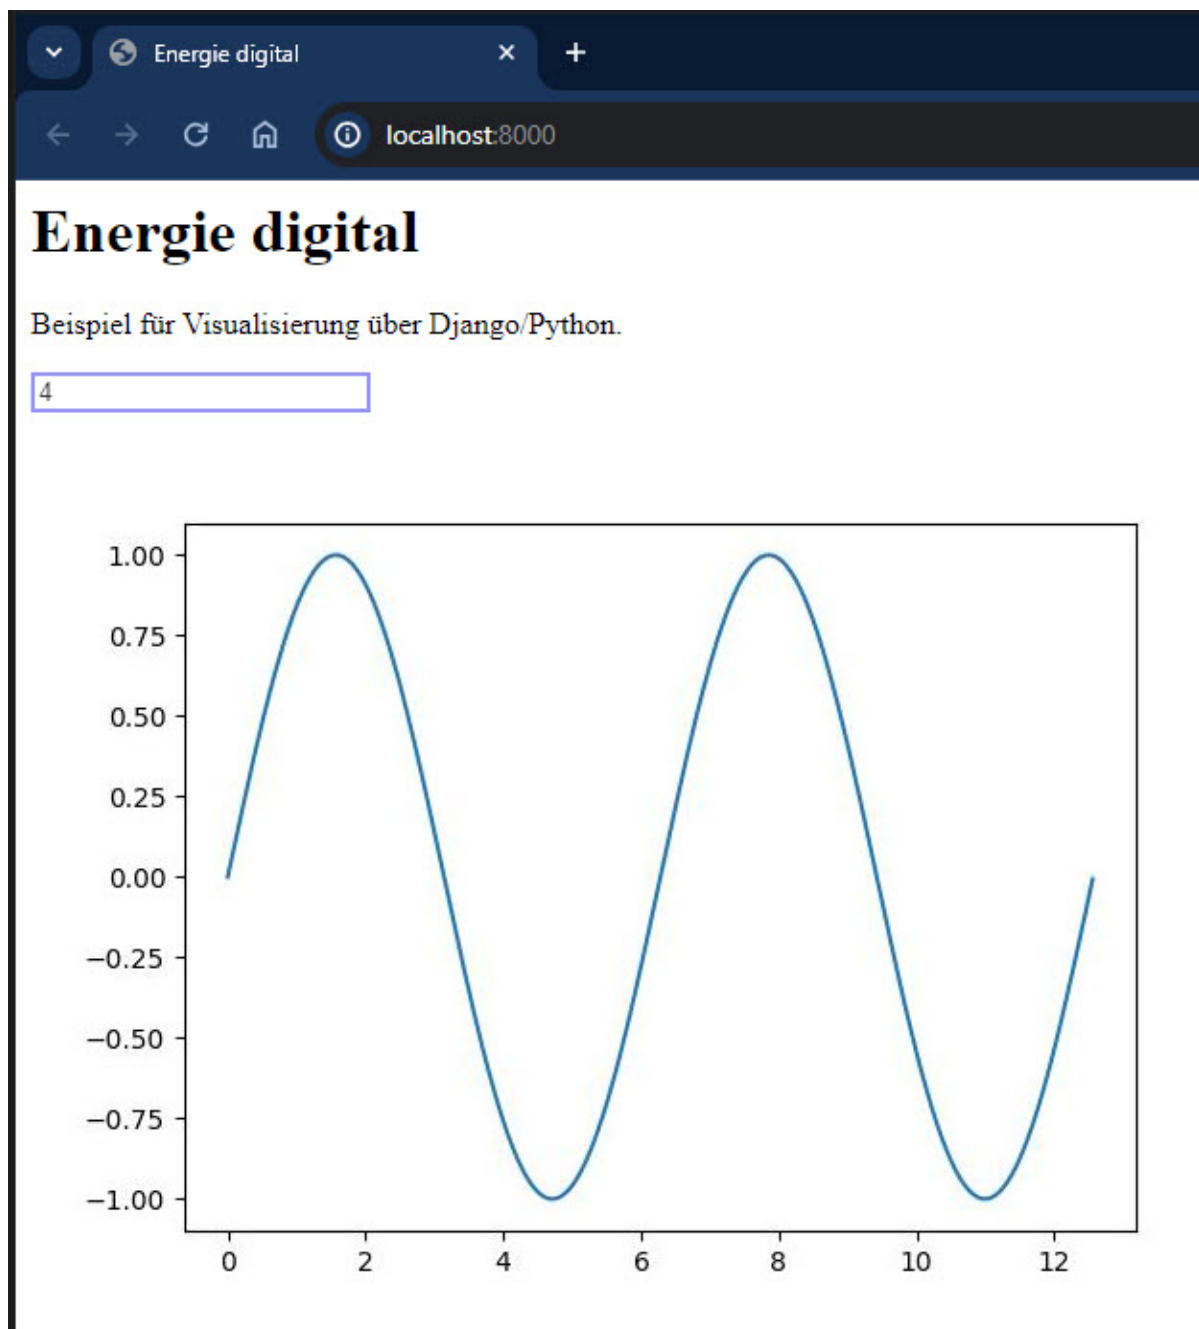 Energie digital
localhost:8000
Energie digital
Beispiel für Visualisierung über Django/Python.
4
1.00
0.75
0.50
0.25
0.00
−0.25
−0.50
−0.75
−1.00
0 2 4 6 8 10 12